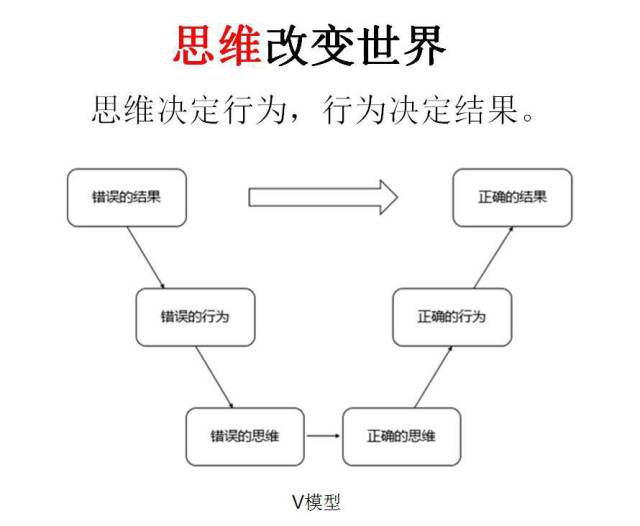 思维改变世界
思维决定行为，行为决定结果。
错误的结果
正确的结果
错误的行为
正确的行为
错误的思维
正确的思维
V模型